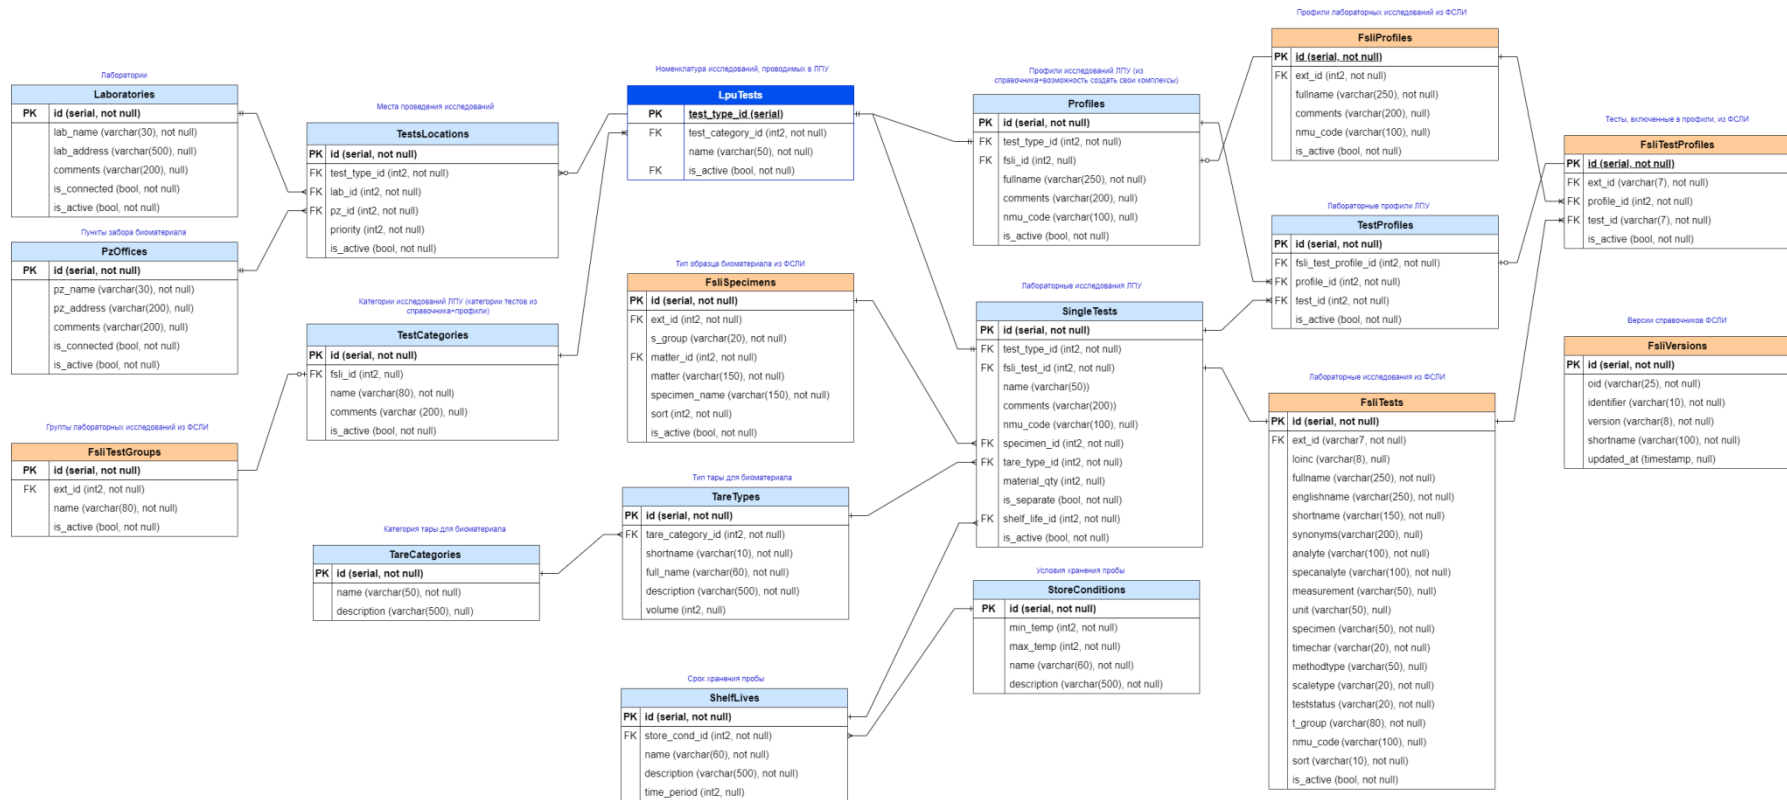 Лаборатории
Laboratories
PK id (serial, not null)
lab_name (varchar(30), not null)
lab_address (varchar(500), null)
comments (varchar(200), null)
is_connected (bool, not null)
is_active (bool, not null)
Пункты забора биоматериала
PzOffices
PK id (serial, not null)
pz_name (varchar(30), not null)
pz_address (varchar(200), null)
comments (varchar(200), null)
is_connected (bool, not null)
is_active (bool, not null)
Группы лабораторных исследований из ФСЛИ
FsliTestGroups
PK id (serial, not null)
FK ext_id (int2, not null)
name (varchar(80), not null)
is_active (bool, not null)
Места проведения исследований
TestsLocations
PK id (serial, not null)
FK test_type_id (int2, not null)
FK lab_id (int2, not null)
FK pz_id (int2, not null)
priority (int2, not null)
is_active (bool, not null)
Категории исследований ЛПУ (категории тестов из
справочника+профили)
TestCategories
PK id (serial, not null)
FK fsli_id (int2, null)
name (varchar(80), not null)
comments (varchar (200), null)
is_active (bool, not null)
Категория тары для биоматериала
TareCategories
PK id (serial, not null)
name (varchar(50), not null)
description (varchar(500), null)
Номенклатура исследований, проводимых в ЛПУ
LpuTests
PK test_type_id (serial)
FK test_category_id (int2, not null)
name (varchar(50), not null)
FK is_active (bool, not null)
Тип образца биоматериала из ФСЛИ
FsliSpecimens
PK id (serial, not null)
FK ext_id (int2, not null)
s_group (varchar(20), not null)
FK matter_id (int2, not null)
matter (varchar(150), not null)
specimen_name (varchar(150), not null)
sort (int2, not null)
is_active (bool, not null)
Тип тары для биоматериала
TareTypes
PK id (serial, not null)
FK tare_category_id (int2, not null)
shortname (varchar(10), not null)
full_name (varchar(60), not null)
description (varchar(500), not null)
volume (int2, null)
Срок хранения пробы
ShelfLives
PK id (serial, not null)
FK store_cond_id (int2, not null)
name (varchar(60), not null)
description (varchar(500), not null)
time_period (int2, null)
Профили исследований ЛПУ (из
справочника+возможность создать свои комплексы)
Profiles
PK id (serial, not null)
FK test_type_id (int2, not null)
FK fsli_id (int2, null)
fullname (varchar(250), not null)
comments (varchar(200), null)
nmu_code (varchar(100), null)
is_active (bool, not null)
Лабораторные исследования ЛПУ
SingleTests
PK id (serial, not null)
FK test_type_id (int2, not null)
FK fsli_test_id (int2, not null)
name (varchar(50))
comments (varchar(200))
nmu_code (varchar(100), null)
FK specimen_id (int2, not null)
FK tare_type_id (int2, not null)
material_qty (int2, null)
is_separate (bool, not null)
FK shelf_life_id (int2, not null)
is_active (bool, not null)
Условия хранения пробы
StoreConditions
PK id (serial, not null)
min_temp (int2, not null)
max_temp (int2, not null)
name (varchar(60), not null)
description (varchar(500), not null)
Профили лабораторных исследований из ФСЛИ
FsliProfiles
PK id (serial, not null)
FK ext_id (int2, not null)
fullname (varchar(250), not null)
comments (varchar(200), null)
nmu_code (varchar(100), null)
is_active (bool, not null)
Лабораторные профили ЛПУ
TestProfiles
PK id (serial, not null)
FK fsli_test_profile_id (int2, not null)
FK profile_id (int2, not null)
FK test_id (int2, not null)
is_active (bool, not null)
Лабораторные исследования из ФСЛИ
FsliTests
PK id (serial, not null)
FK ext_id (varchar7, not null)
loinc (varchar(8), null)
fullname (varchar(250), not null)
englishname (varchar(250), not null)
shortname (varchar(150), not null)
synonyms(varchar(200), null)
analyte (varchar(100), not null)
specanalyte (varchar(100), not null)
measurement (varchar(50), null)
unit (varchar(50), null)
specimen (varchar(50), not null)
timechar (varchar(20), not null)
methodtype (varchar(50), null)
scaletype (varchar(20), not null)
teststatus (varchar(20), not null)
t_group (varchar(80), not null)
nmu_code (varchar(100), null)
sort (varchar(10), not null)
is_active (bool, not null)
Тесты, включенные в профили, из ФСЛИ
FsliTestProfiles
PK id (serial, not null)
FK ext_id (varchar(7), not null)
FK profile_id (int2, not null)
FK test_id (varchar(7), not null)
is_active (bool, not null)
Версии справочников ФСЛИ
FsliVersions
PK id (serial, not null)
oid (varchar(25), not null)
identifier (varchar(10), not null)
version (varchar(8), not null)
shortname (varchar(100), not null)
updated_at (timestamp, null)